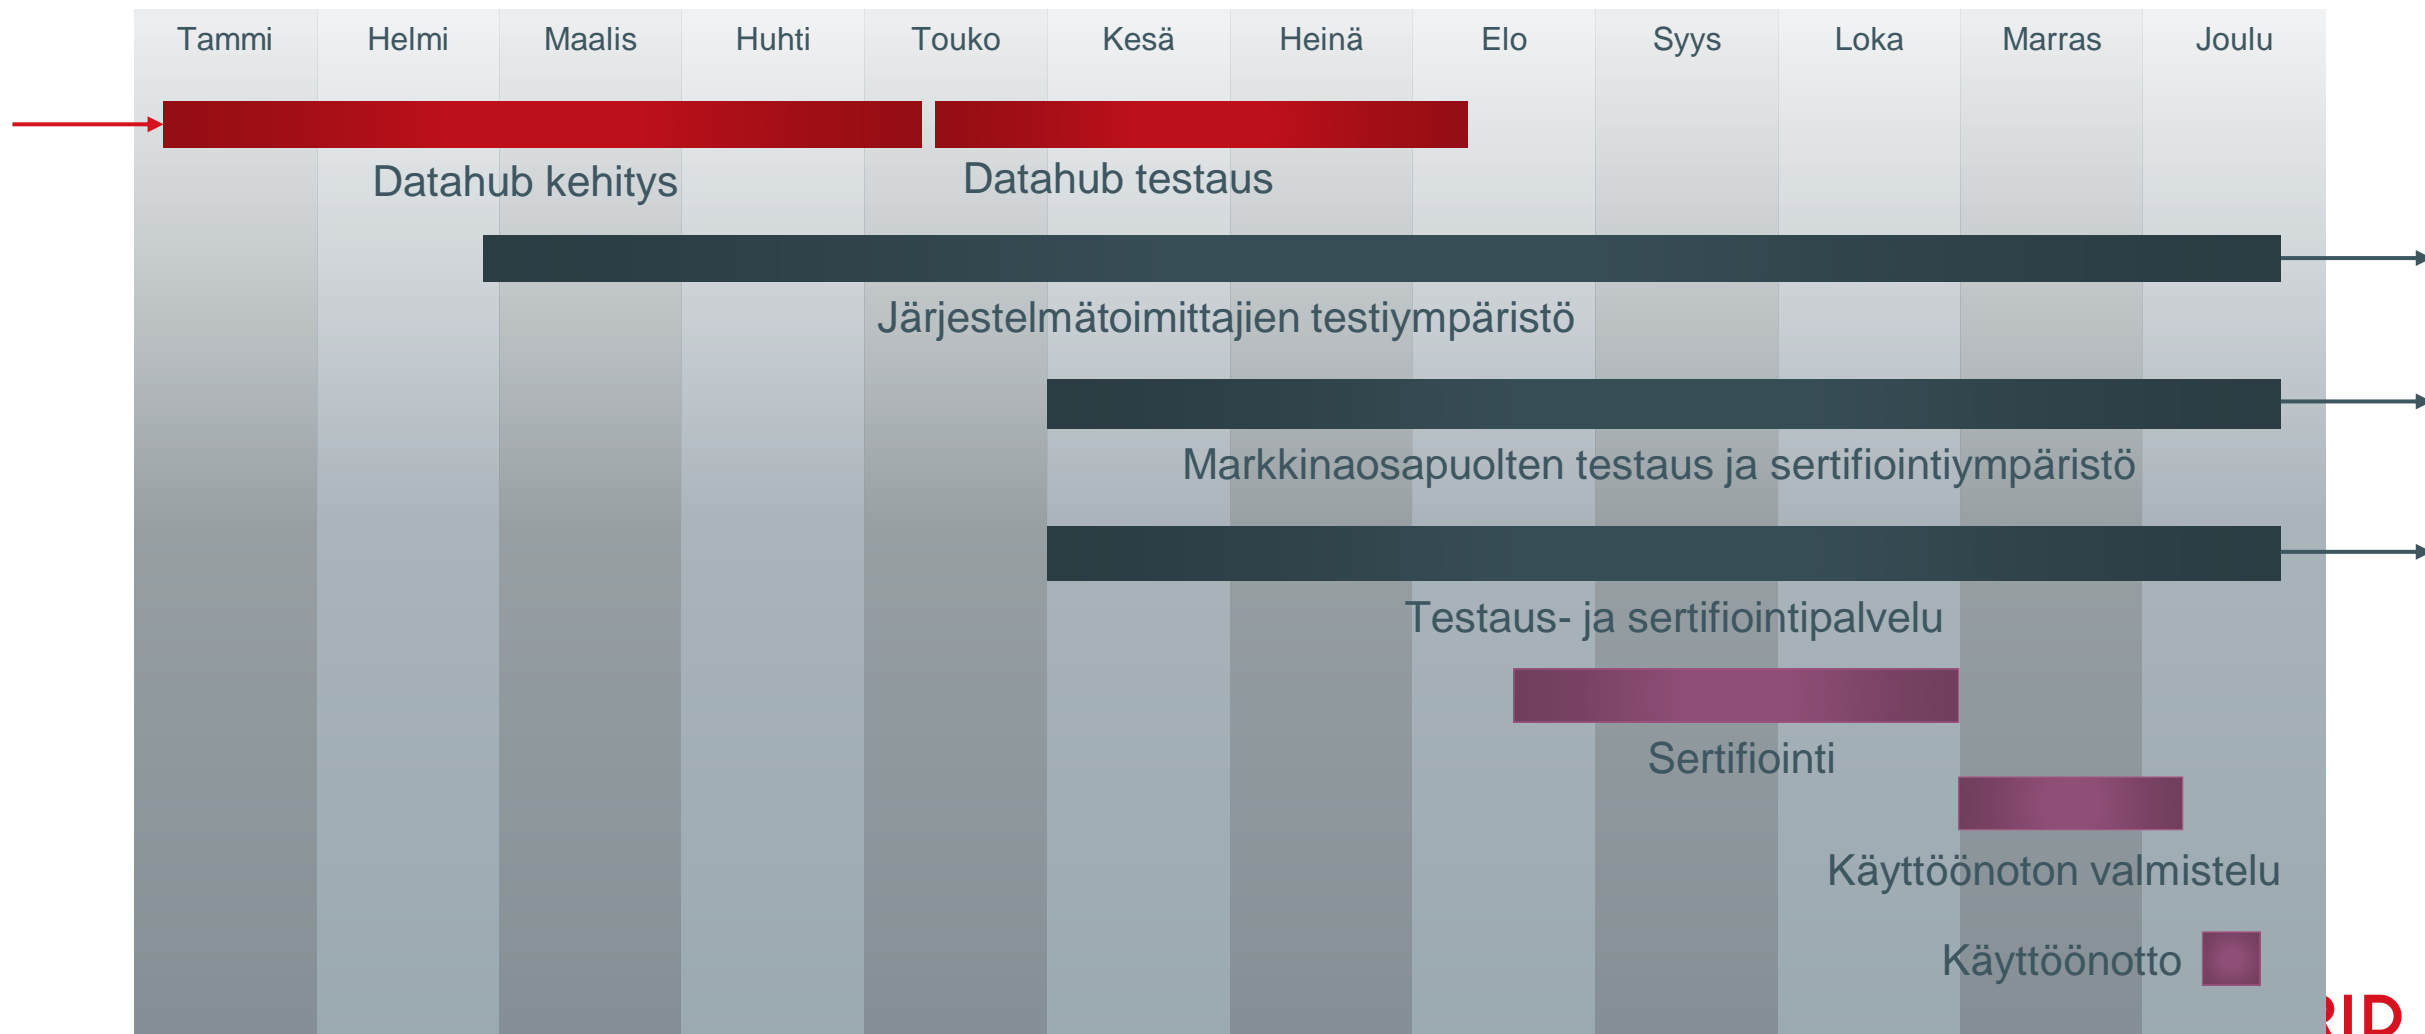 Tammi Helmi Maalis Huhti Touko Kesä Heinä Elo Syys Loka Marras Joulu
Datahub kehitys
Datahub testaus
Järjestelmätoimittajien testiympäristö
Markkinaosapuolten testaus ja sertifiointiympäristö
Testaus- ja sertifiointipalvelu
Sertifiointi
Käyttöönoton valmistelu
Käyttöönotto